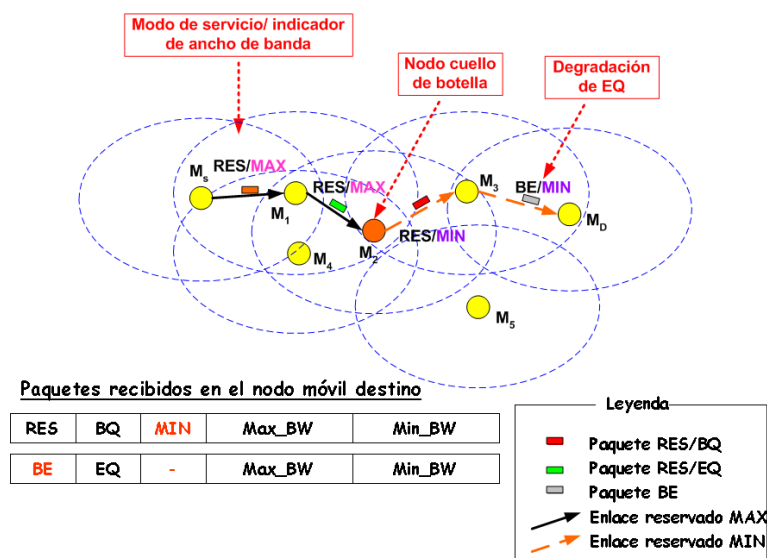 Modo de servicio/ indicador
de ancho de banda
Nodo cuello
de botella
Degradación
de EQ
Ms
RES/MAX
M1
RES/MAX
M2
RES/MIN
M3
BE/MIN
MD
M4
M5
Paquetes recibidos en el nodo móvil destino
RES BQ MIN Max_BW Min_BW
BE EQ - Max_BW Min_BW
Leyenda
Paquete RES/BQ
Paquete RES/EQ
Paquete BE
Enlace reservado MAX
Enlace reservado MIN